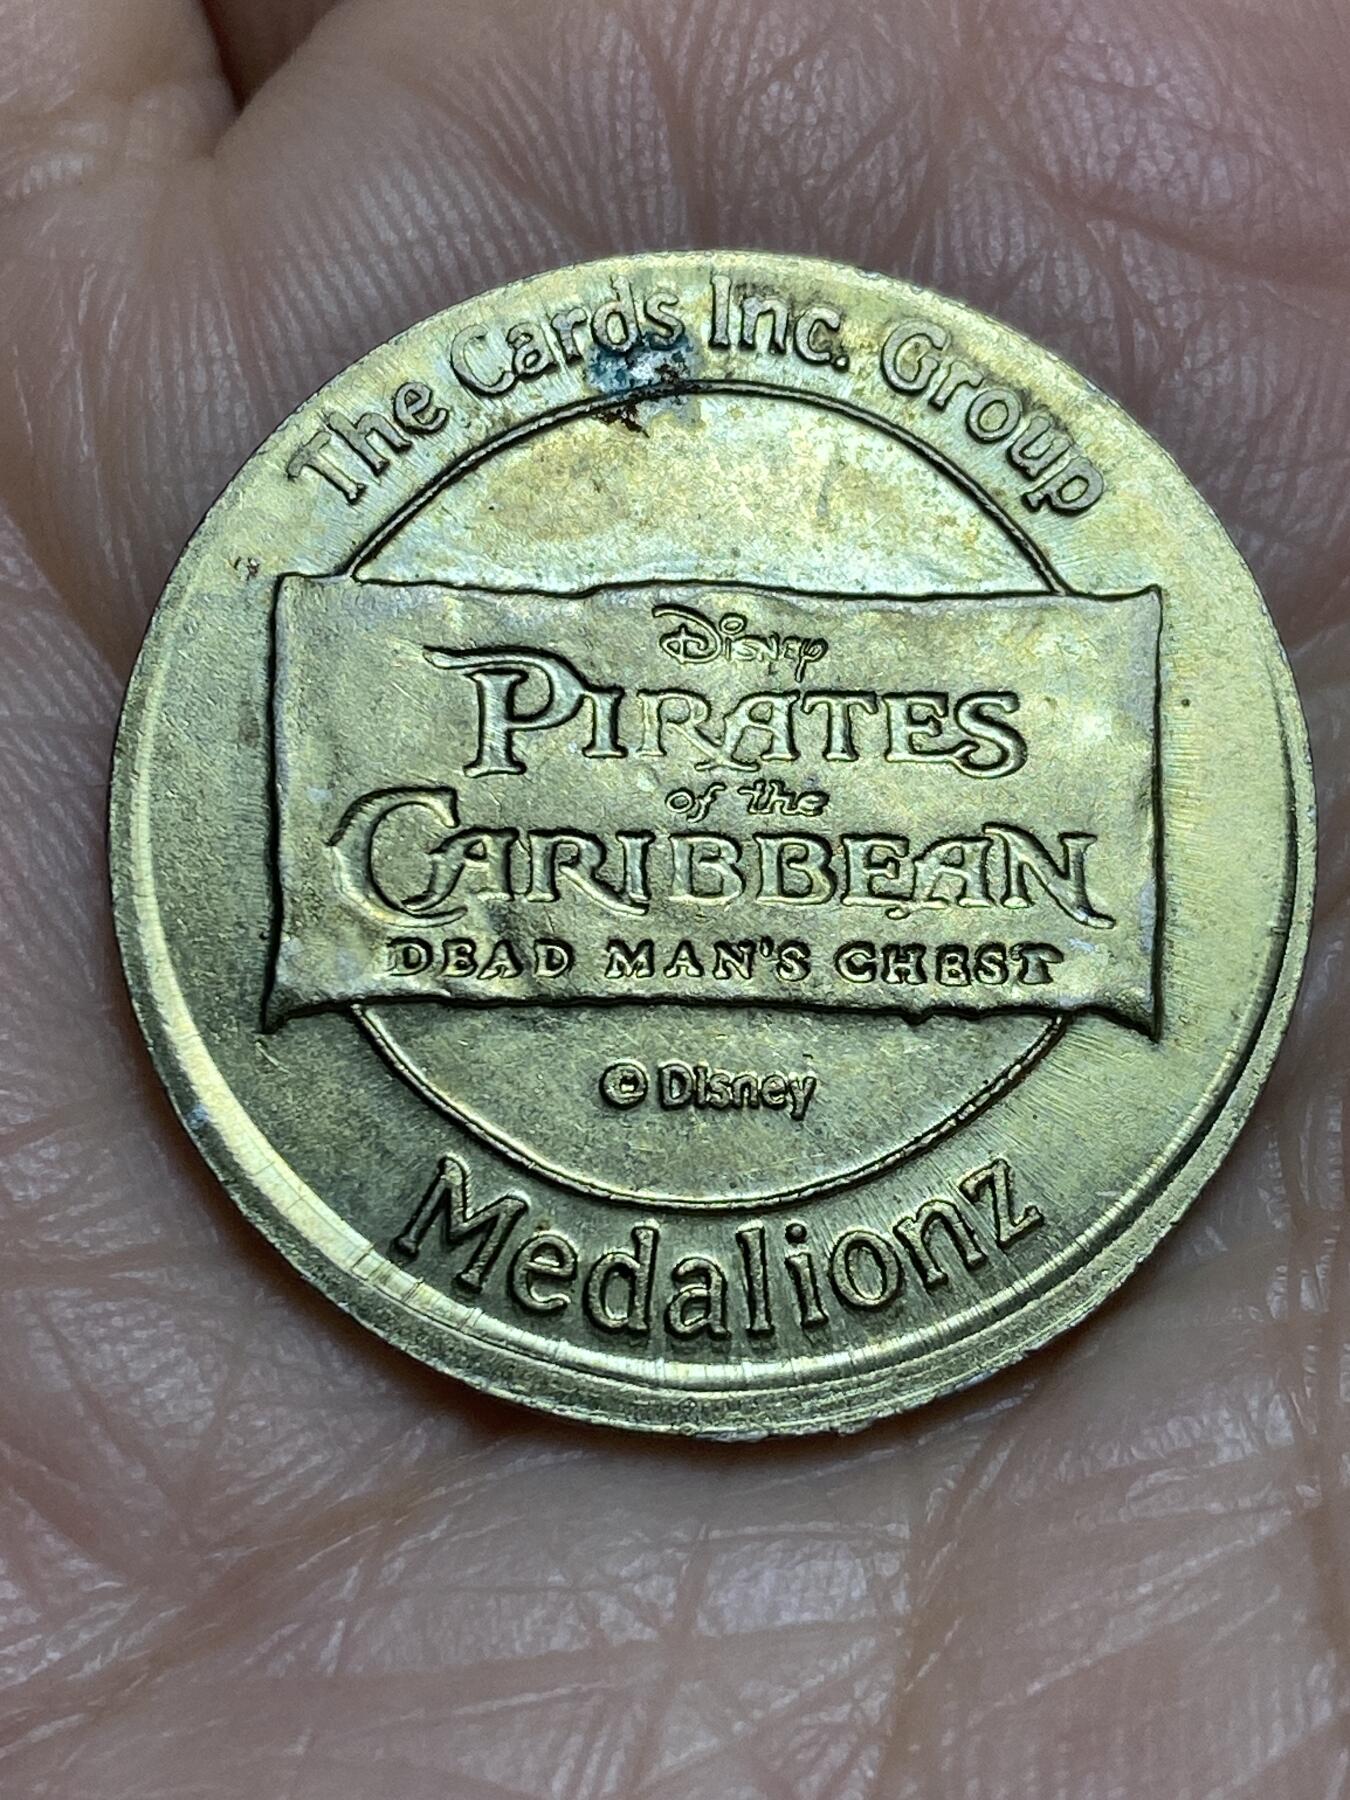 The Cards Inc. Group
Disney
PIRATES
of the
CARIBBEAN
DEAD MAN'S CHEST
© Disney
Medalionz